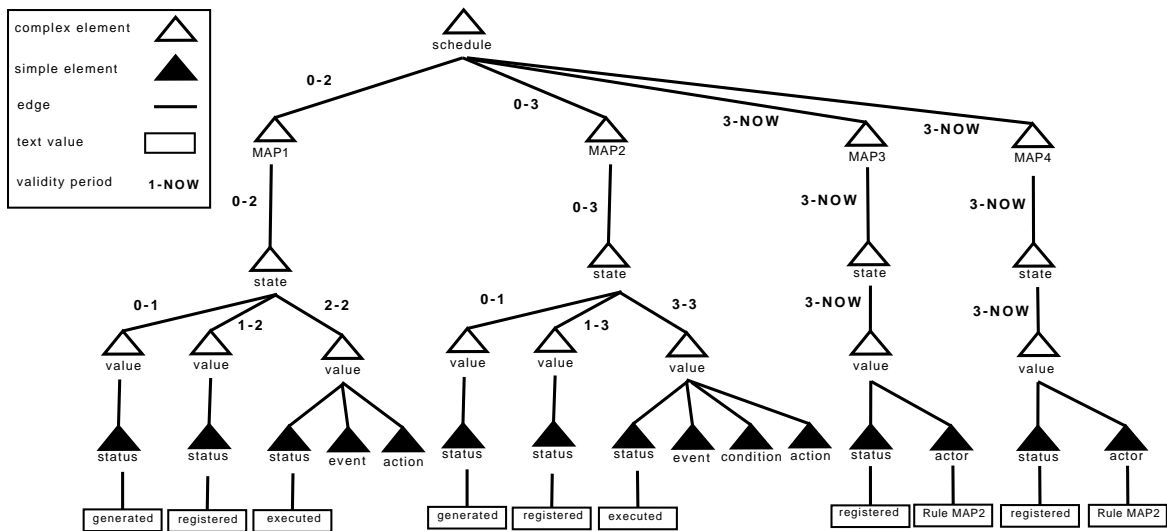 complex element
simple element
edge
text value
validity period 1-NOW
schedule
0-2 0-3 3-NOW 3-NOW
MAP1 MAP2 MAP3 MAP4
0-2 0-3 3-NOW 3-NOW
state state state state
0-1 1-2 2-2 0-1 1-3 3-3 3-NOW 3-NOW
value value value value value value value value
status status status event action status status status event condition action status actor status actor
generated registered executed generated registered executed registered Rule MAP2 registered Rule MAP2